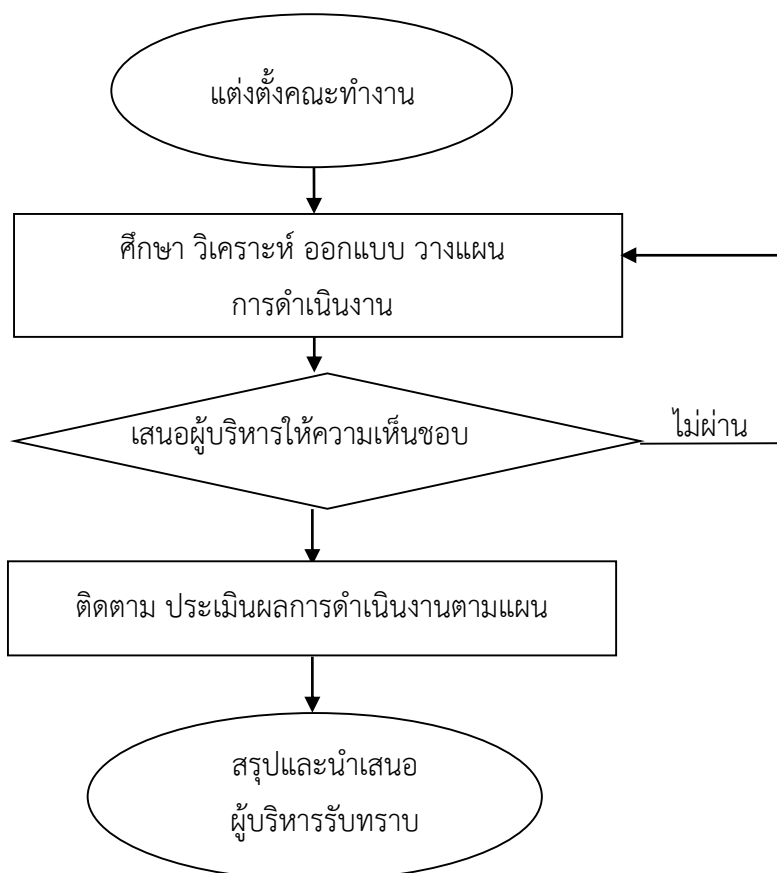 แต่งตั้งคณะทำงาน
ศึกษา วิเคราะห์ ออกแบบ วางแผน
การดำเนินงาน
เสนอผู้บริหารให้ความเห็นชอบ
ไม่ผ่าน
ติดตาม ประเมินผลการดำเนินงานตามแผน
สรุปและนำเสนอ
ผู้บริหารรับทราบ